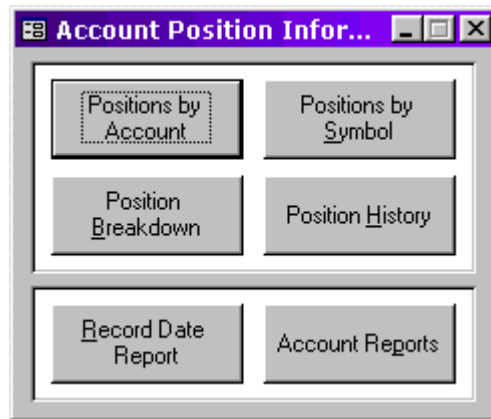 Account Position Infor...
Positions by
Account
Positions by
Symbol
Position
Breakdown
Position History
Record Date
Report
Account Reports